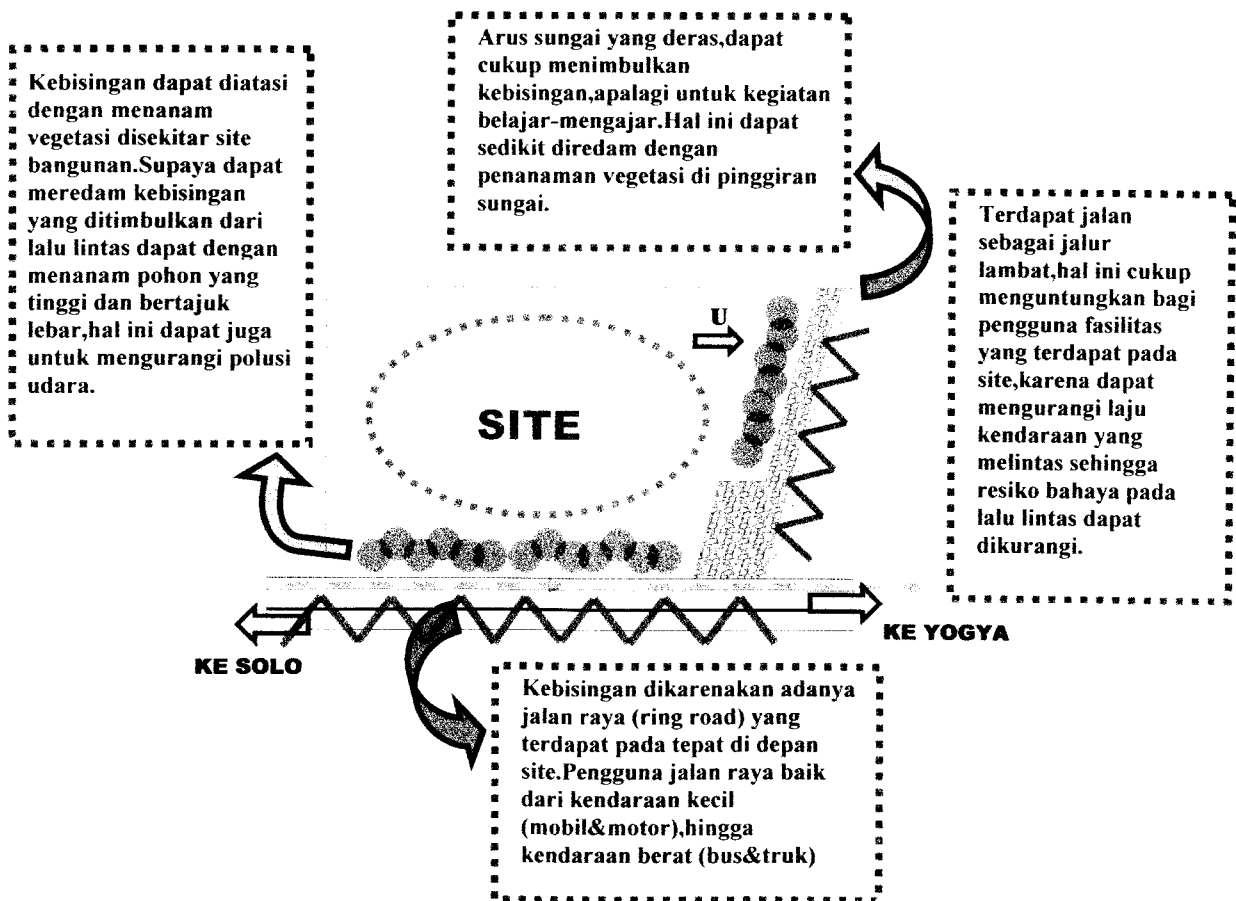 Kebisingan dapat diatasi
dengan menanam
vegetasi disekitar site
bangunan.Supaya dapat
meredam kebisingan
yang ditimbulkan dari
lalu lintas dapat dengan
menanam pohon yang
tinggi dan bertajuk
lebar,hal ini dapat juga
untuk mengurangi polusi
udara.
Arus sungai yang deras,dapat
cukup menimbulkan
kebisingan,apalagi untuk kegiatan
belajar-mengajar.Hal ini dapat
sedikit diredam dengan
penanaman vegetasi di pinggiran
sungai.
Terdapat jalan
sebagai jalur
lambat,hal ini cukup
menguntungkan bagi
pengguna fasilitas
yang terdapat pada
site,karena dapat
mengurangi laju
kendaraan yang
melintas sehingga
resiko bahaya pada
lalu lintas dapat
dikurangi.
U
SITE
KE SOLO
KE YOGYA
Kebisingan dikarenakan adanya
jalan raya (ring road) yang
terdapat pada tepat di depan
site.Pengguna jalan raya baik
dari kendaraan kecil
(mobil&motor),hingga
kendaraan berat (bus&truk)